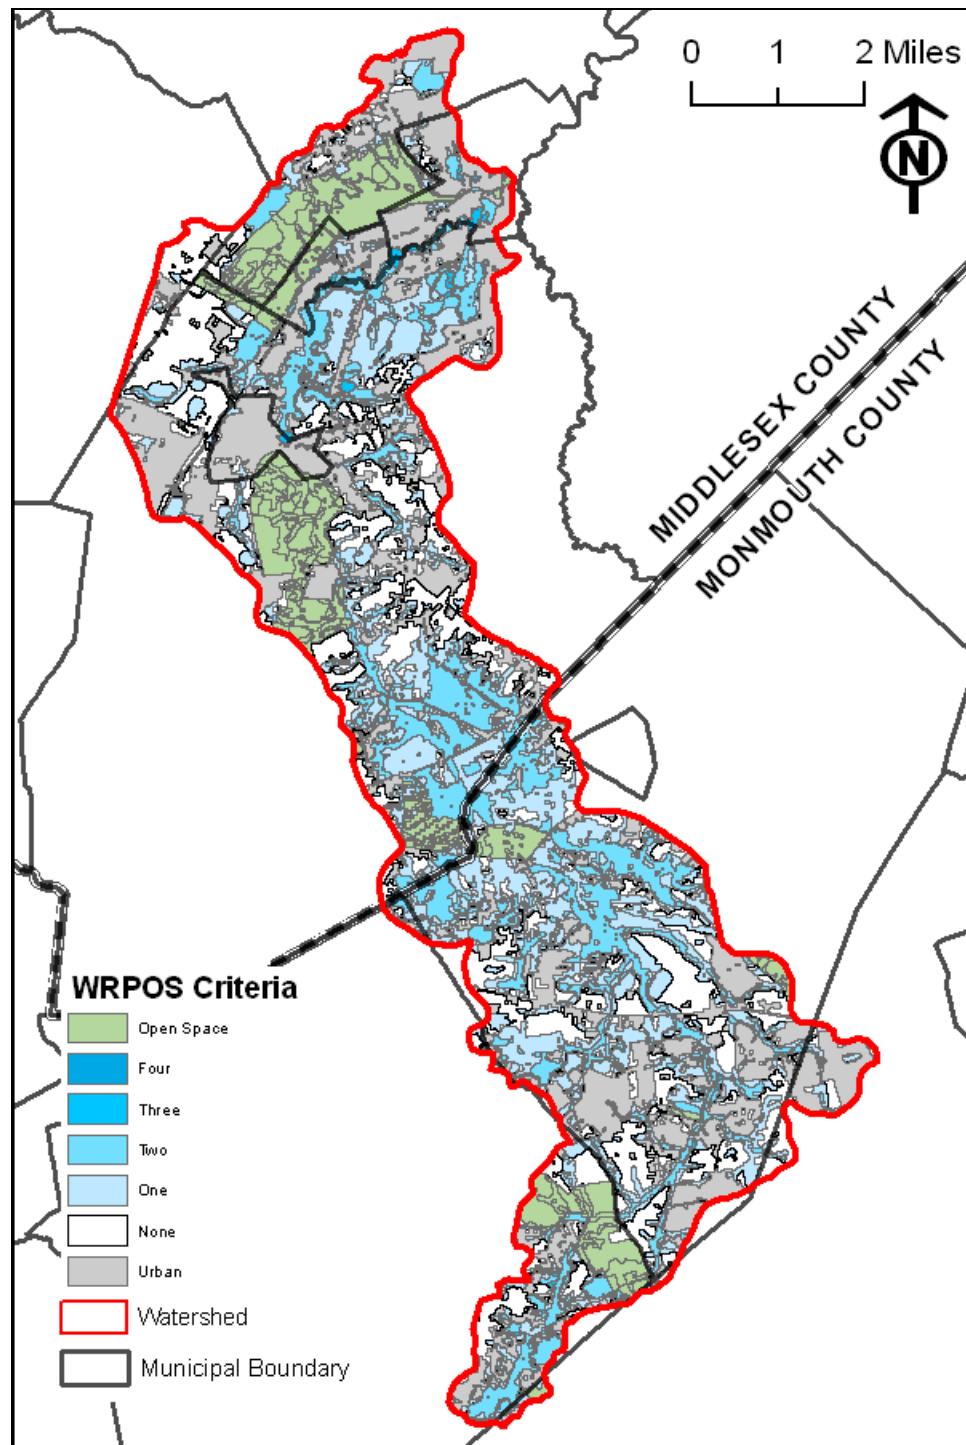 0 1 2 Miles
N
MIDDLESEX COUNTY
MONMOUTH COUNTY
WRPOS Criteria
Open Space
Four
Three
Two
One
None
Urban
Watershed
Municipal Boundary